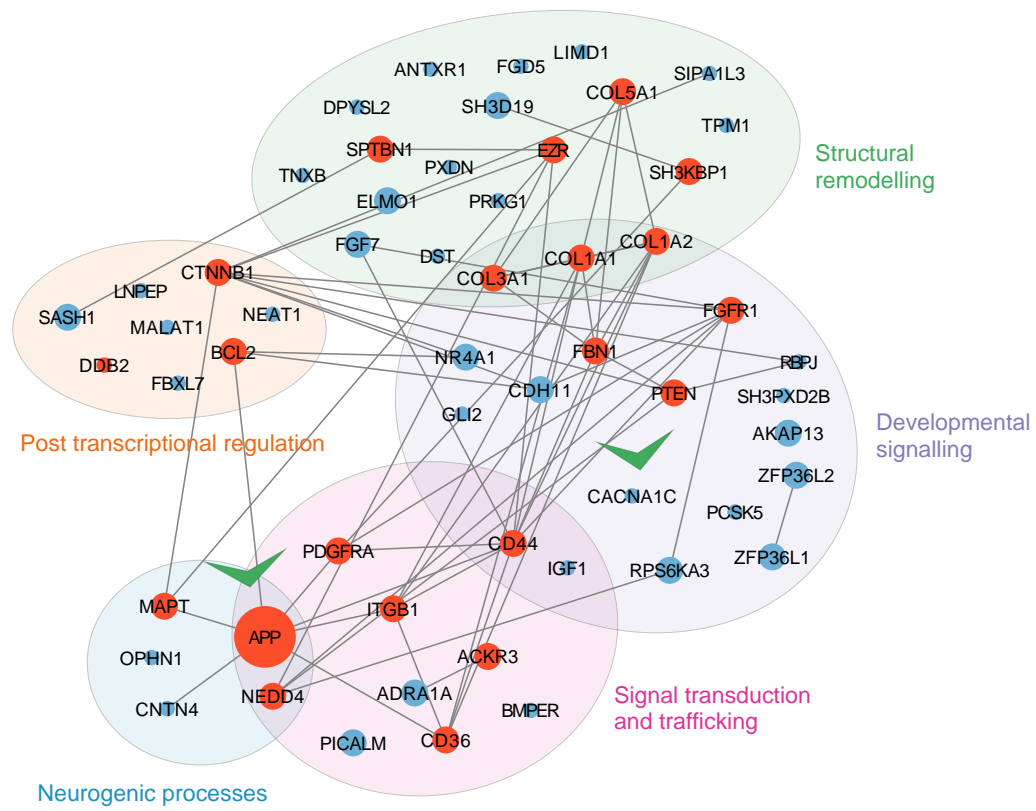 LIMD1
FGD5
ANTXR1
SIPA1L3
COL5A1
DPYSL2
SH3D19
TPM1
SPTBN1
EZR
Structural
remodelling
PXDN
SH3KBP1
TNXB
ELMO1
PRKG1
FGF7
DST
COL1A1
COL1A2
CTNNB1
COL3A1
LNPEP
SASH1
MALAT1
NEAT1
FGFR1
DDB2
BCL2
NR4A1
FBN1
RBPJ
FBXL7
CDH11
PTEN
SH3PXD2B
GLI2
Post transcriptional regulation
AKAP13
Developmental
signalling
ZFP36L2
CACNA1C
PCSK5
PDGFRA
CD44
IGF1
RPS6KA3
ZFP36L1
MAPT
ITGB1
APP
OPHN1
ACKR3
CNTN4
NEDD4
ADRA1A
BMPER
Signal transduction
and trafficking
PICALM
CD36
Neurogenic processes